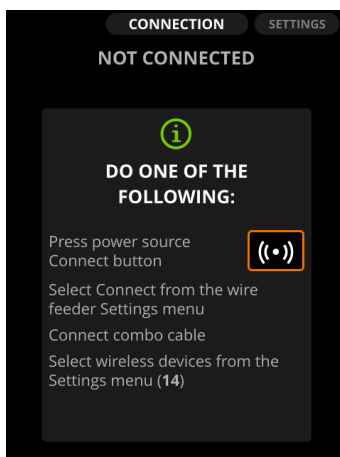 CONNECTION SETTINGS
NOT CONNECTED
DO ONE OF THE
FOLLOWING:
Press power source
Connect button
Select Connect from the wire
feeder Settings menu
Connect combo cable
Select wireless devices from the
Settings menu (14)